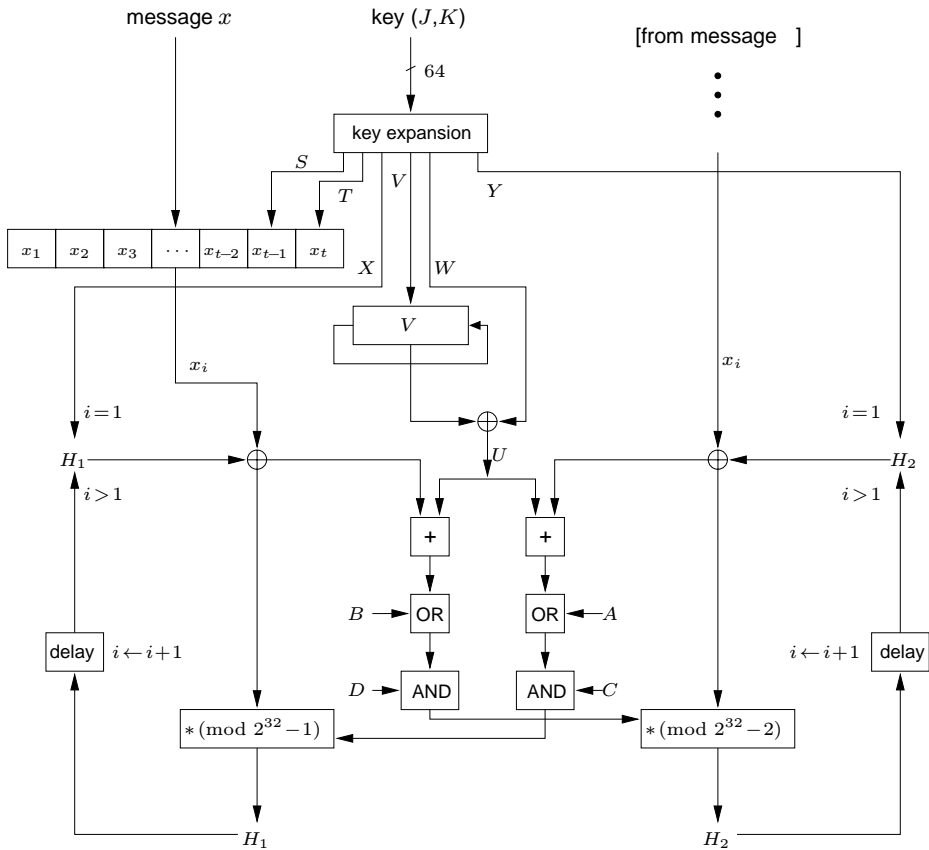 message x
key (J,K)
[from message ]
64
key expansion
S
T
V
Y
x1 x2 x3 ··· xt−2 xt−1 xt
X
W
V
xi
xi
i=1
i=1
H1
U
H2
i>1
i>1
+
+
B
OR
OR
A
delay
i←i+1
i←i+1
delay
D
AND
AND
C
∗(mod 2^32−1)
∗(mod 2^32−2)
H1
H2